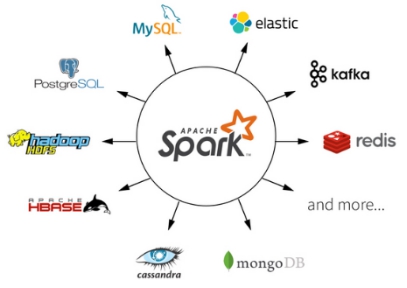 MySQL
elastic
PostgreSQL
kafka
APACHE
Spark
hadoop
HDFS
redis
APACHE
HBASE
and more...
cassandra
mongoDB